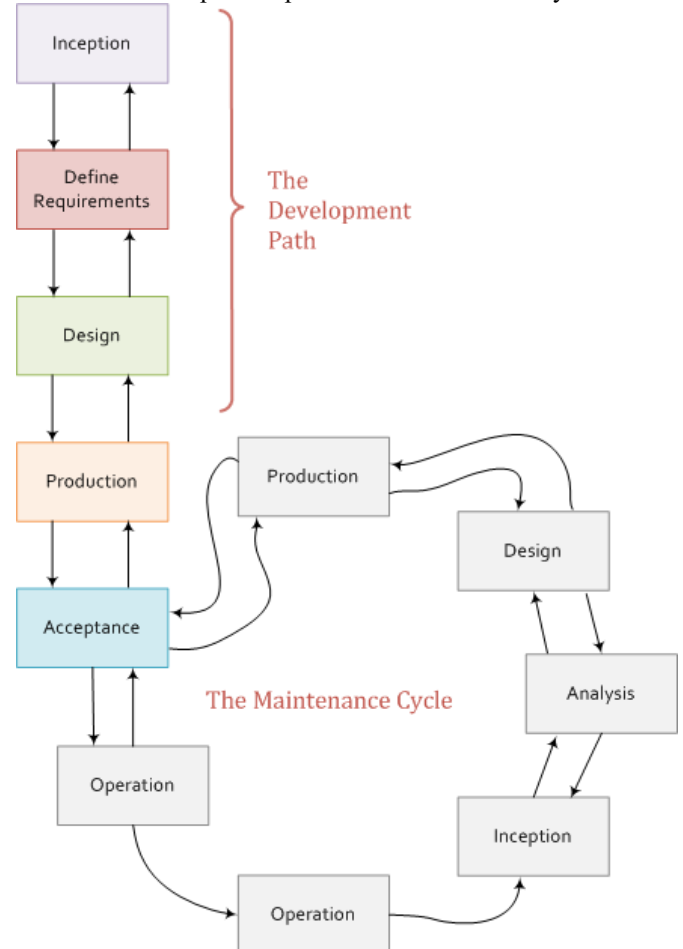 Inception
Define
Requirements
The
Development
Path
Design
Production
Production
Design
Acceptance
Analysis
The Maintenance Cycle
Operation
Inception
Operation